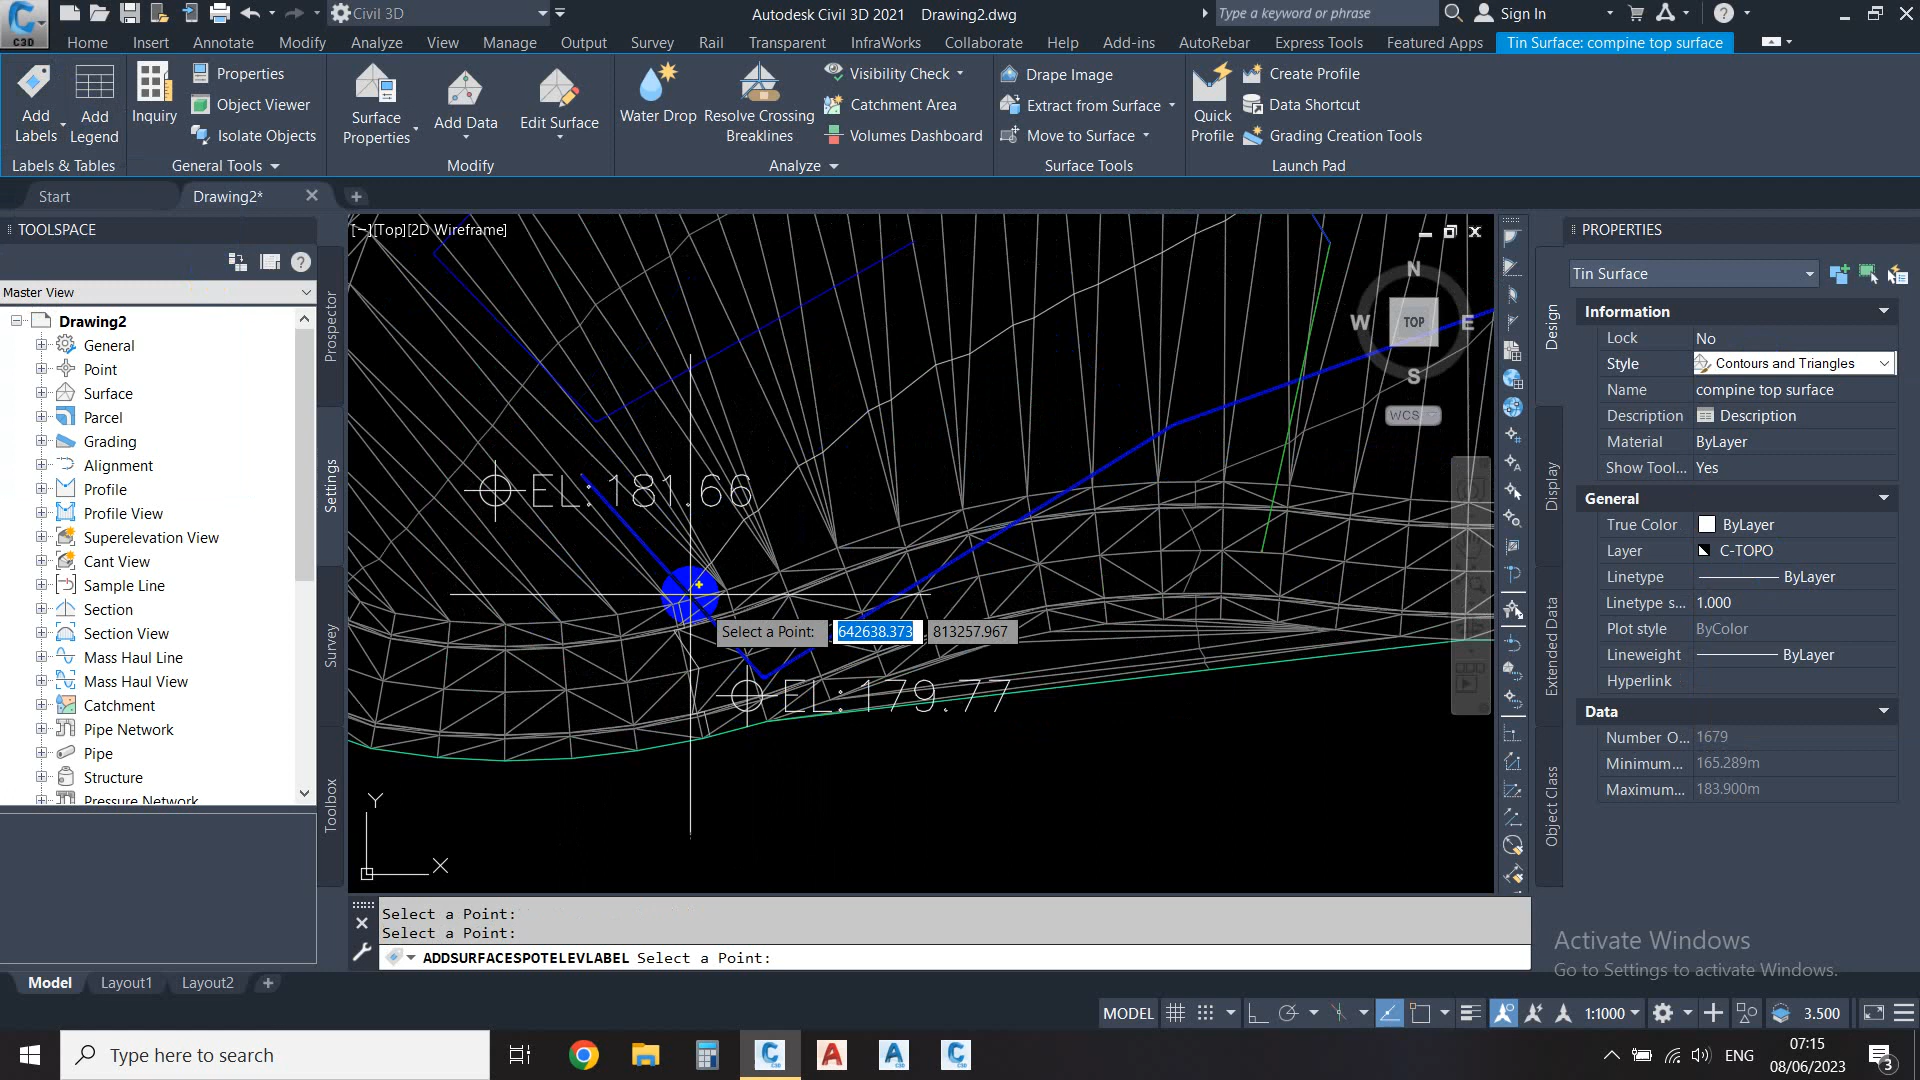 Civil 3D
Autodesk Civil 3D 2021 Drawing2.dwg
Type a keyword or phrase
Sign In
C3D
Home Insert Annotate Modify Analyze View Manage Output Survey Rail Transparent InfraWorks Collaborate Help Add-ins AutoRebar Express Tools Featured Apps Tin Surface: compine top surface
Add Labels
Add Legend
Labels & Tables
Inquiry
Properties
Object Viewer
Isolate Objects
General Tools
Surface Properties
Add Data
Edit Surface
Modify
Water Drop
Resolve Crossing Breaklines
Visibility Check
Catchment Area
Volumes Dashboard
Analyze
Drape Image
Extract from Surface
Move to Surface
Surface Tools
Quick Profile
Create Profile
Data Shortcut
Grading Creation Tools
Launch Pad
Start
Drawing2*
TOOLSPACE
Master View
Drawing2
General
Point
Surface
Parcel
Grading
Alignment
Profile
Profile View
Superelevation View
Cant View
Sample Line
Section
Section View
Mass Haul Line
Mass Haul View
Catchment
Pipe Network
Pipe
Structure
Pressure Network
Prospector
Settings
Survey
Toolbox
[−][Top][2D Wireframe]
N
W TOP E
S
WCS
EL:181.66
Select a Point: 642638.373 813257.967
EL:179.77
Y
X
Select a Point:
Select a Point:
ADDSURFACESPOTELEVLABEL Select a Point:
PROPERTIES
Tin Surface
Design
Display
Extended Data
Object Class
Information
Lock No
Style Contours and Triangles
Name compine top surface
Description Description
Material ByLayer
Show Tool... Yes
General
True Color ByLayer
Layer C-TOPO
Linetype ByLayer
Linetype s... 1.000
Plot style ByColor
Lineweight ByLayer
Hyperlink
Data
Number O... 1679
Minimum... 165.289m
Maximum... 183.900m
Activate Windows
Go to Settings to activate Windows.
Model Layout1 Layout2
MODEL
1:1000
3.500
Type here to search
ENG
07:15
08/06/2023
3